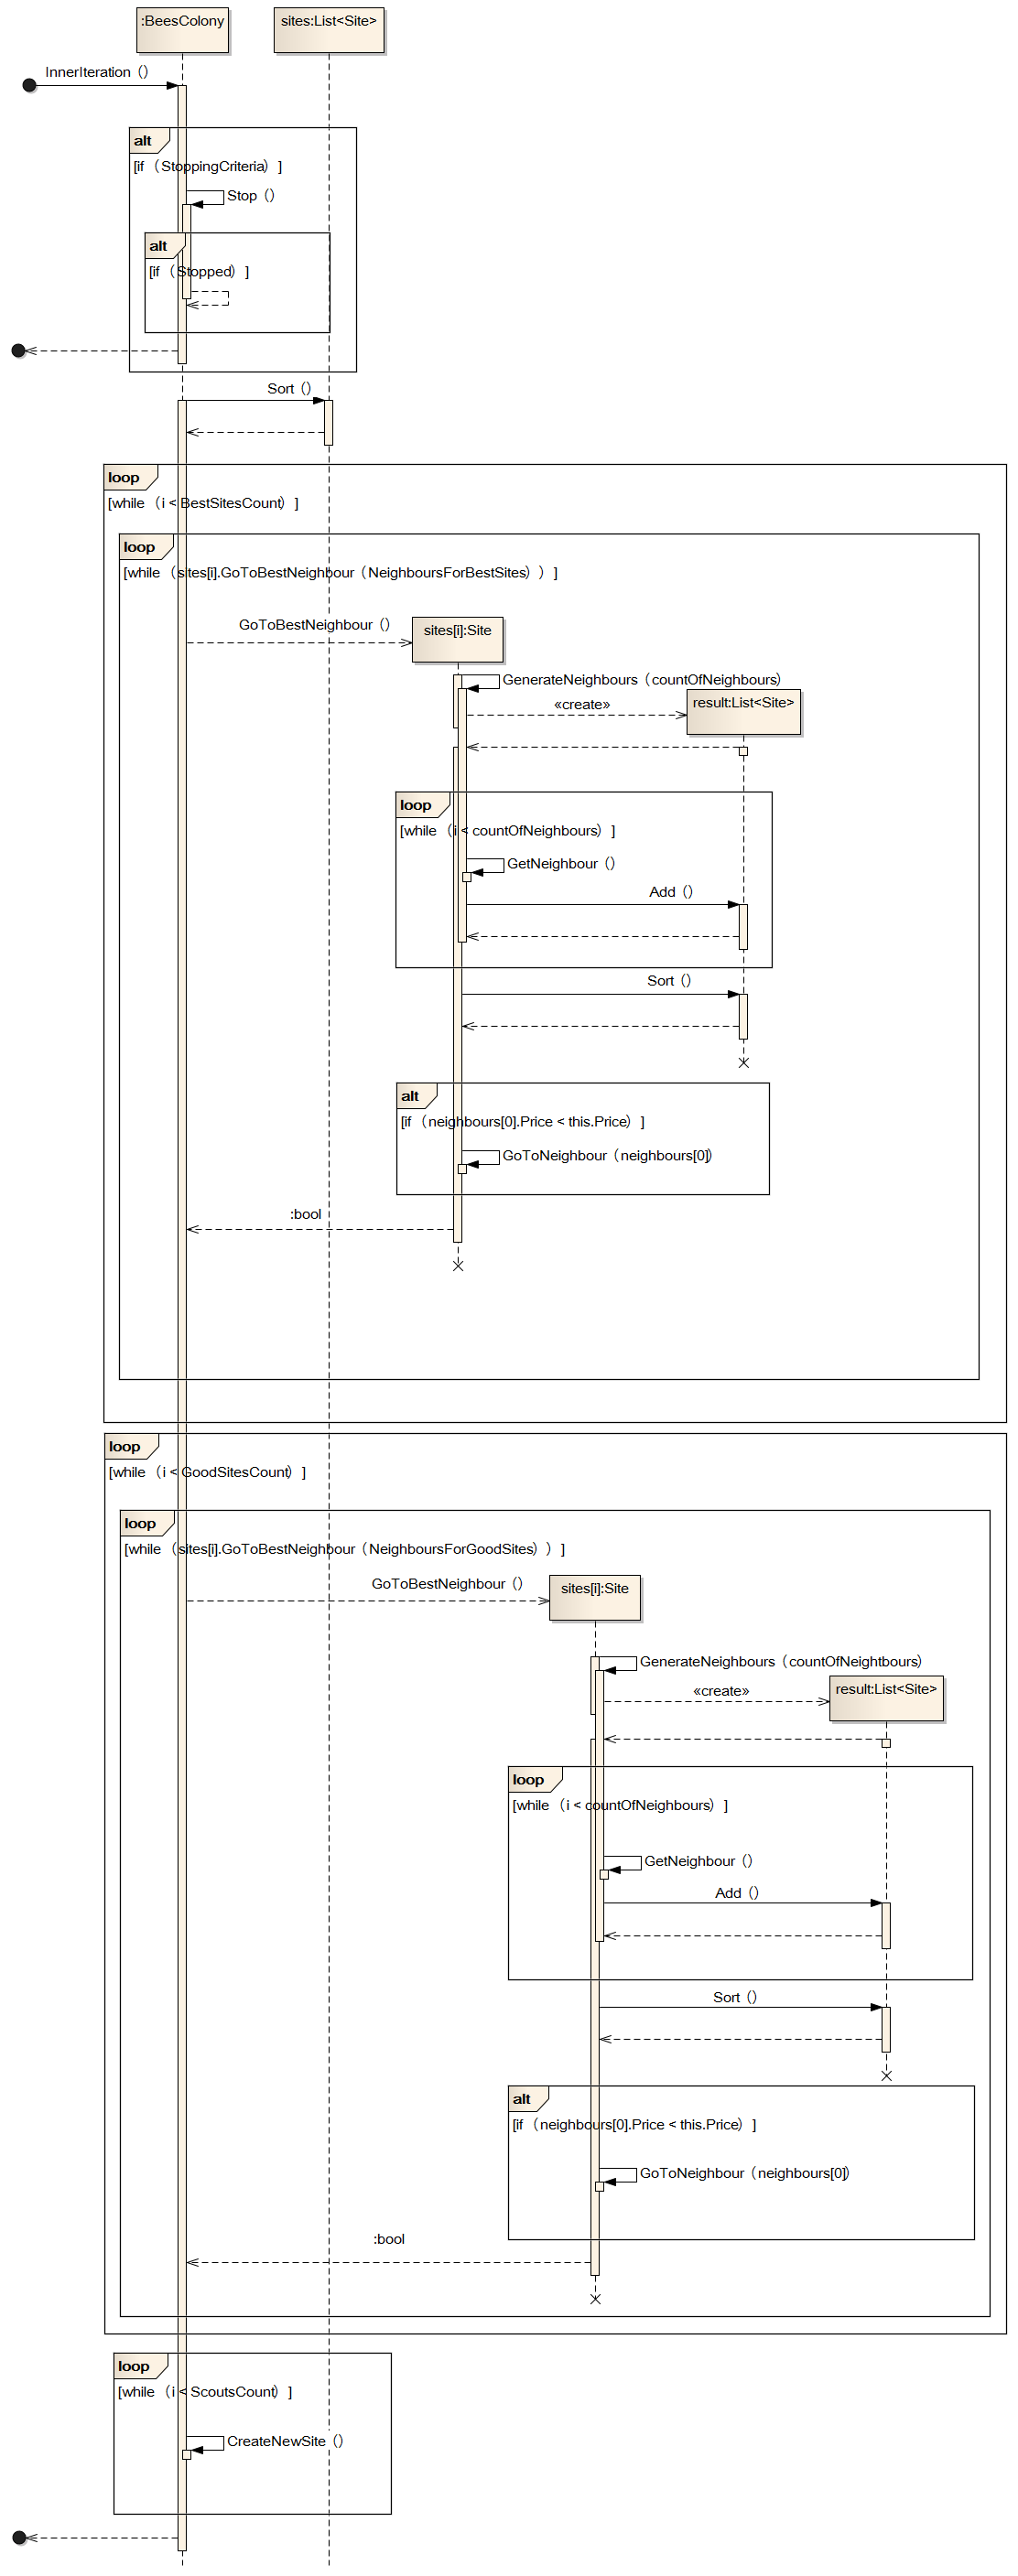 :BeesColony
sites:List<Site>
InnerIteration ()
alt
[if (StoppingCriteria) ]
Stop ()
alt
[if (Stopped) ]
Sort ()
loop
[while (i < BestSitesCount) ]
loop
[while (sites[i].GoToBestNeighbour (NeighboursForBestSites) ) ]
GoToBestNeighbour ()
sites[i]:Site
GenerateNeighbours (countOfNeighbours)
«create»
result:List<Site>
loop
[while (i < countOfNeighbours) ]
GetNeighbour ()
Add ()
Sort ()
alt
[if (neighbours[0].Price < this.Price) ]
GoToNeighbour (neighbours[0])
:bool
loop
[while (i < GoodSitesCount) ]
loop
[while (sites[i].GoToBestNeighbour (NeighboursForGoodSites) ) ]
GoToBestNeighbour ()
sites[i]:Site
GenerateNeighbours (countOfNeightbours)
«create»
result:List<Site>
loop
[while (i < countOfNeighbours) ]
GetNeighbour ()
Add ()
Sort ()
alt
[if (neighbours[0].Price < this.Price) ]
GoToNeighbour (neighbours[0])
:bool
loop
[while (i < ScoutsCount) ]
CreateNewSite ()